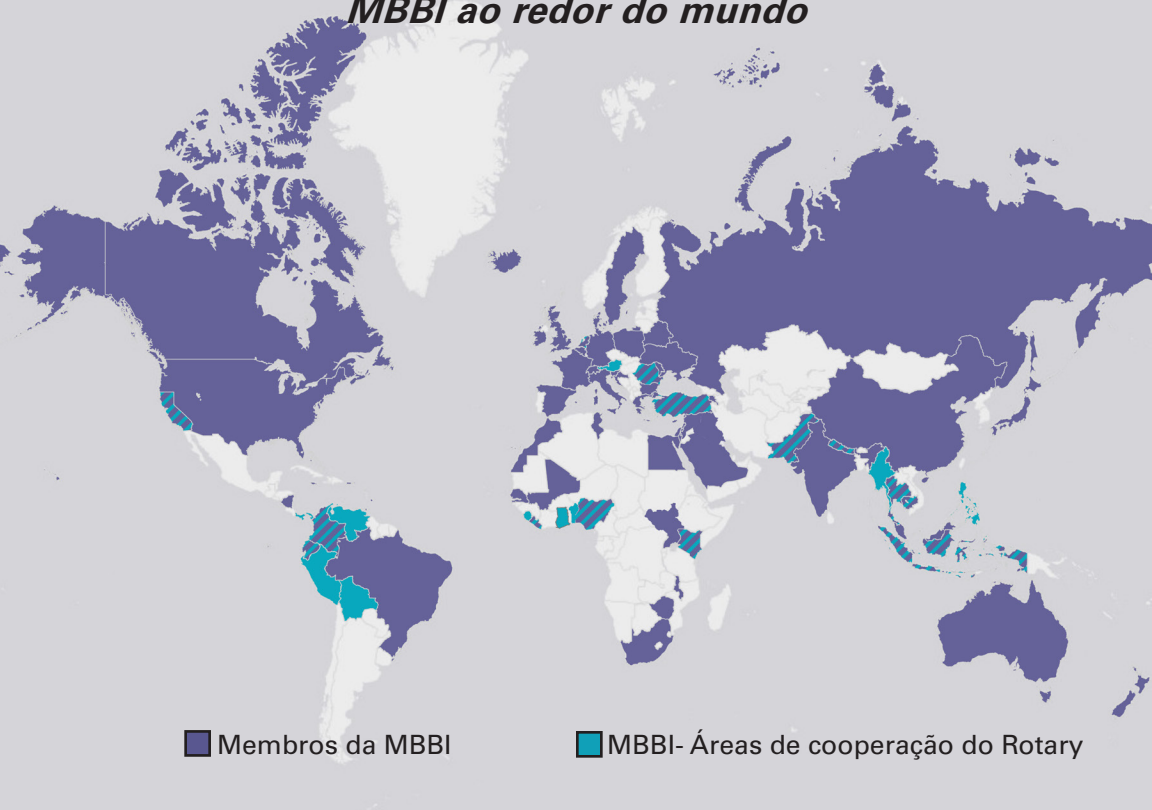 MBBI ao redor do mundo
Membros da MBBI
MBBI- Áreas de cooperação do Rotary